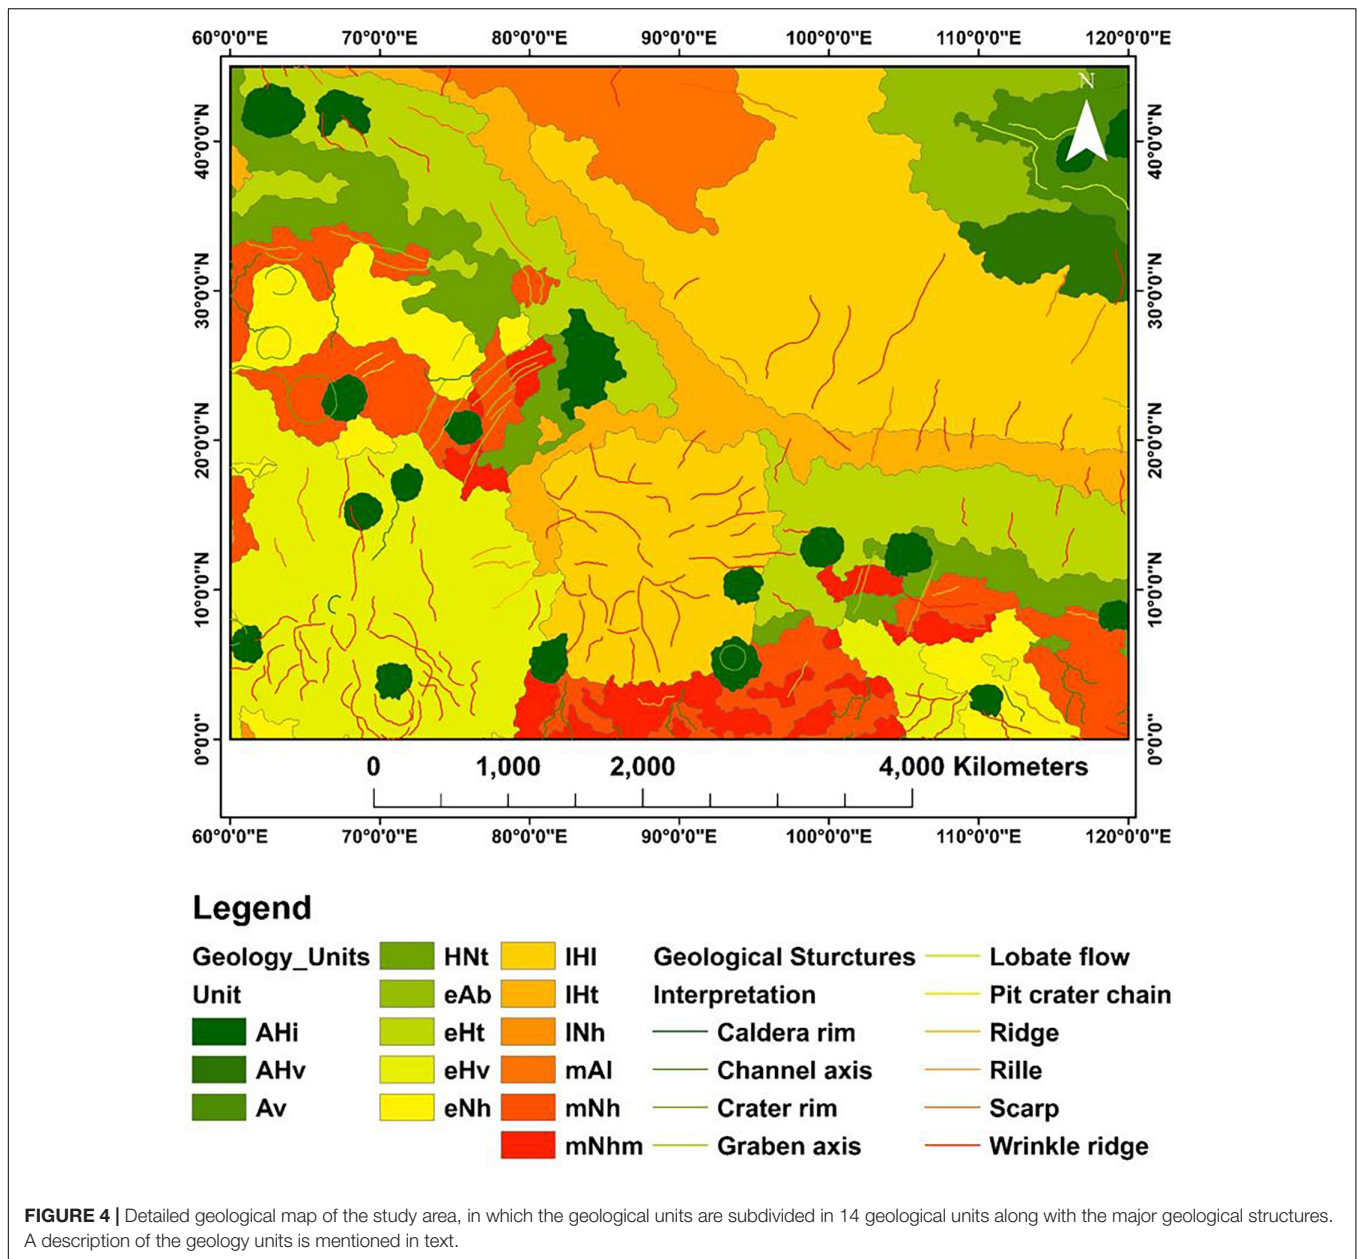 60°0'0"E 70°0'0"E 80°0'0"E 90°0'0"E 100°0'0"E 110°0'0"E 120°0'0"E
N
40°0'0"N 40°0'0"N
30°0'0"N 30°0'0"N
20°0'0"N 20°0'0"N
10°0'0"N 10°0'0"N
0°0'0" 0°0'0"
0 1,000 2,000 4,000 Kilometers
60°0'0"E 70°0'0"E 80°0'0"E 90°0'0"E 100°0'0"E 110°0'0"E 120°0'0"E
Legend
Geology_Units
Unit
AHi
AHv
Av
HNt
eAb
eHt
eHv
eNh
lHl
lHt
lNh
mAl
mNh
mNhm
Geological Sturctures
Interpretation
Caldera rim
Channel axis
Crater rim
Graben axis
Lobate flow
Pit crater chain
Ridge
Rille
Scarp
Wrinkle ridge
FIGURE 4 | Detailed geological map of the study area, in which the geological units are subdivided in 14 geological units along with the major geological structures.
A description of the geology units is mentioned in text.